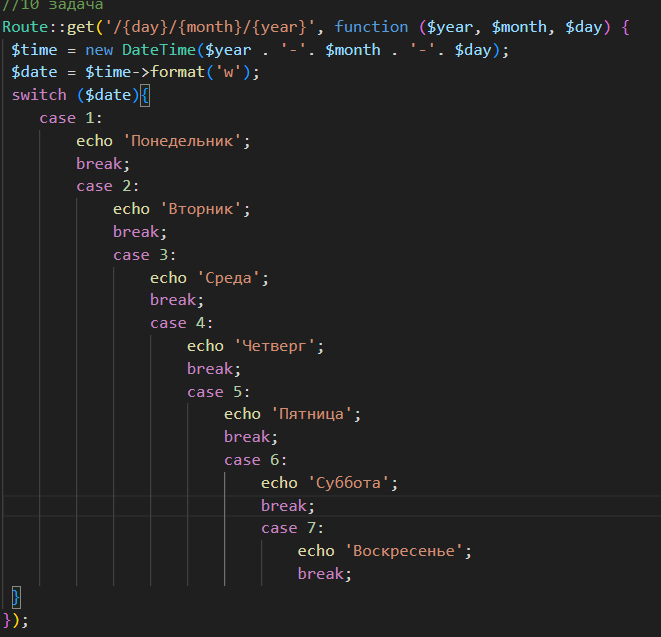 //10 задача
Route::get('/{day}/{month}/{year}', function ($year, $month, $day) {
$time = new DateTime($year . '-'. $month . '-'. $day);
$date = $time->format('w');
switch ($date){
case 1:
echo 'Понедельник';
break;
case 2:
echo 'Вторник';
break;
case 3:
echo 'Среда';
break;
case 4:
echo 'Четверг';
break;
case 5:
echo 'Пятница';
break;
case 6:
echo 'Суббота';
break;
case 7:
echo 'Воскресенье';
break;
}
});